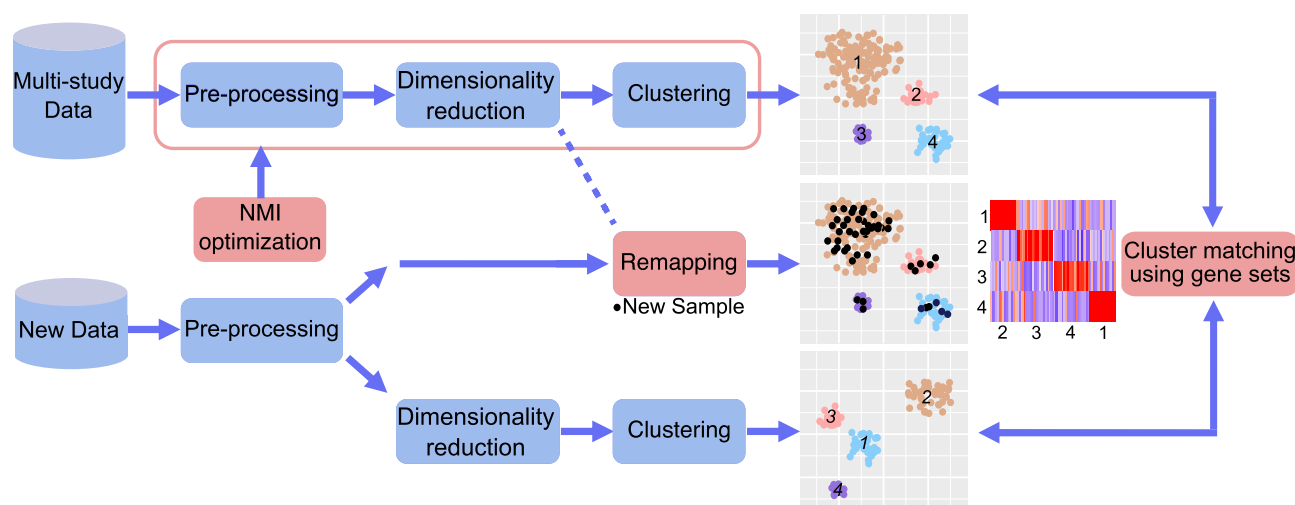 Multi-study
Data
Pre-processing
Dimensionality
reduction
Clustering
1
2
3
4
NMI
optimization
New Data
Pre-processing
Remapping
•New Sample
1
2
3
4
2 3 4 1
Cluster matching
using gene sets
Dimensionality
reduction
Clustering
2
3
1
4